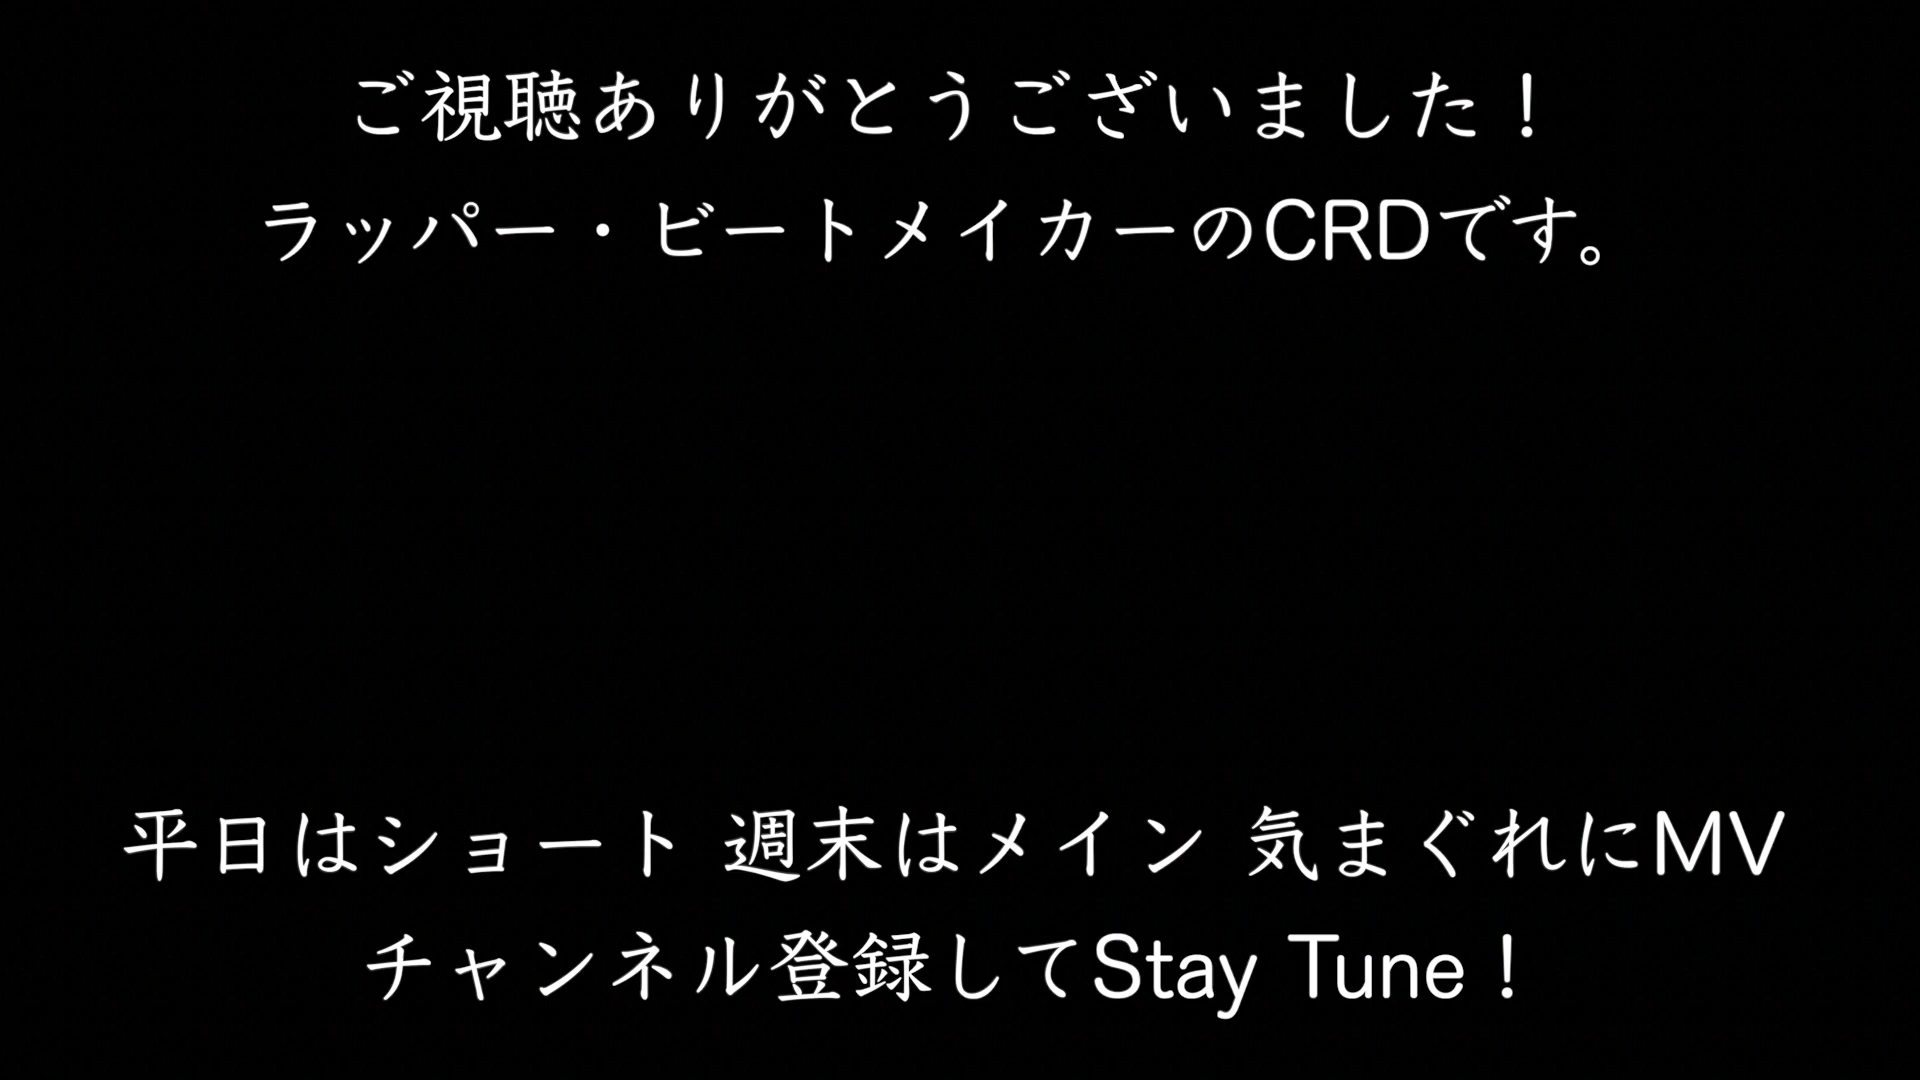 ご視聴ありがとうございました！
ラッパー・ビートメイカーのCRDです。
平日はショート 週末はメイン 気まぐれにMV
チャンネル登録してStay Tune！